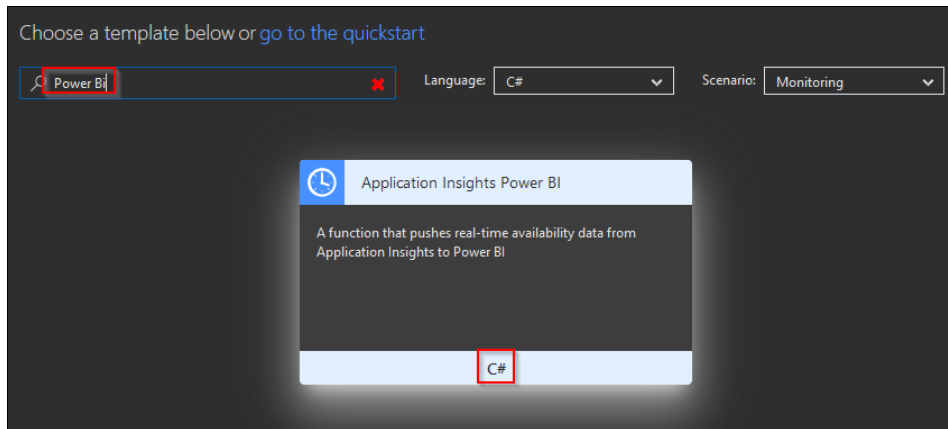 Choose a template below or go to the quickstart
Power Bi
Language: C#
Scenario: Monitoring
Application Insights Power BI
A function that pushes real-time availability data from
Application Insights to Power BI
C#